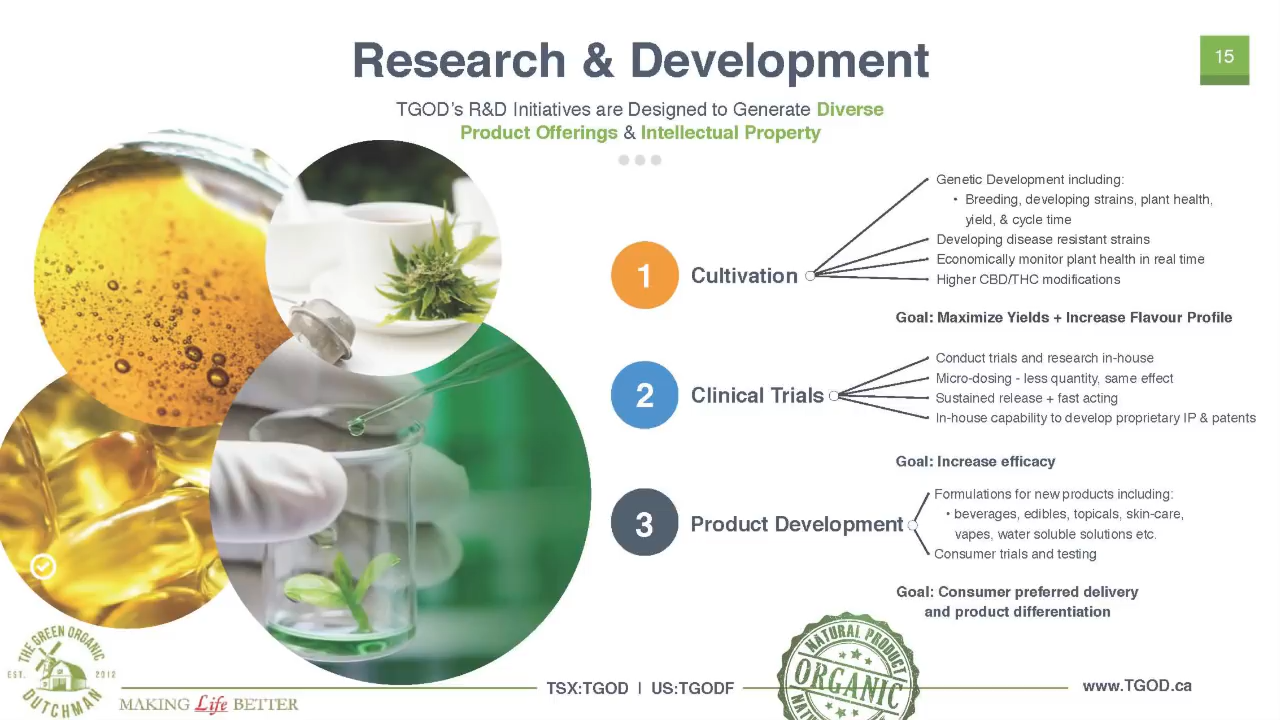 Research & Development
15
TGOD's R&D Initiatives are Designed to Generate Diverse
Product Offerings & Intellectual Property
1
Cultivation
Genetic Development including:
• Breeding, developing strains, plant health,
yield, & cycle time
Developing disease resistant strains
Economically monitor plant health in real time
Higher CBD/THC modifications
Goal: Maximize Yields + Increase Flavour Profile
2
Clinical Trials
Conduct trials and research in-house
Micro-dosing - less quantity, same effect
Sustained release + fast acting
In-house capability to develop proprietary IP & patents
Goal: Increase efficacy
3
Product Development
Formulations for new products including:
• beverages, edibles, topicals, skin-care,
vapes, water soluble solutions etc.
Consumer trials and testing
Goal: Consumer preferred delivery
and product differentiation
THE GREEN ORGANIC
EST. 2012
DUTCHMAN
MAKING Life BETTER
TSX:TGOD | US:TGODF
NATURAL PRODUCT
ORGANIC
www.TGOD.ca